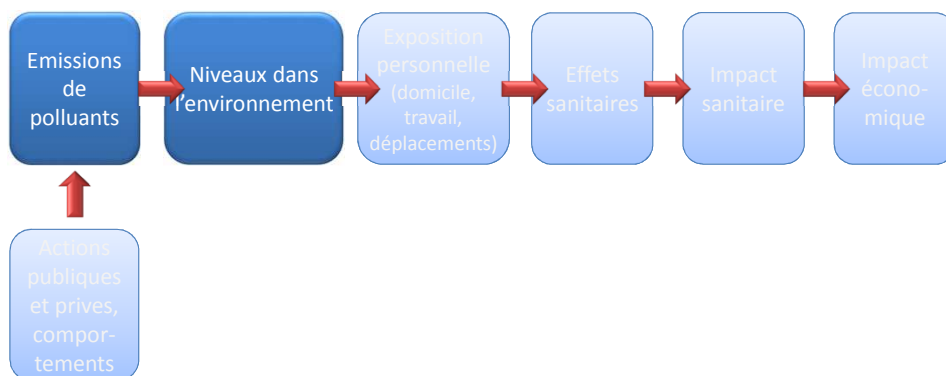 Emissions
de
polluants
Niveaux dans
l'environnement
Exposition
personnelle
(domicile,
travail,
déplacements)
Effets
sanitaires
Impact
sanitaire
Impact
écono-
mique
Actions
publiques
et prives,
compor-
tements